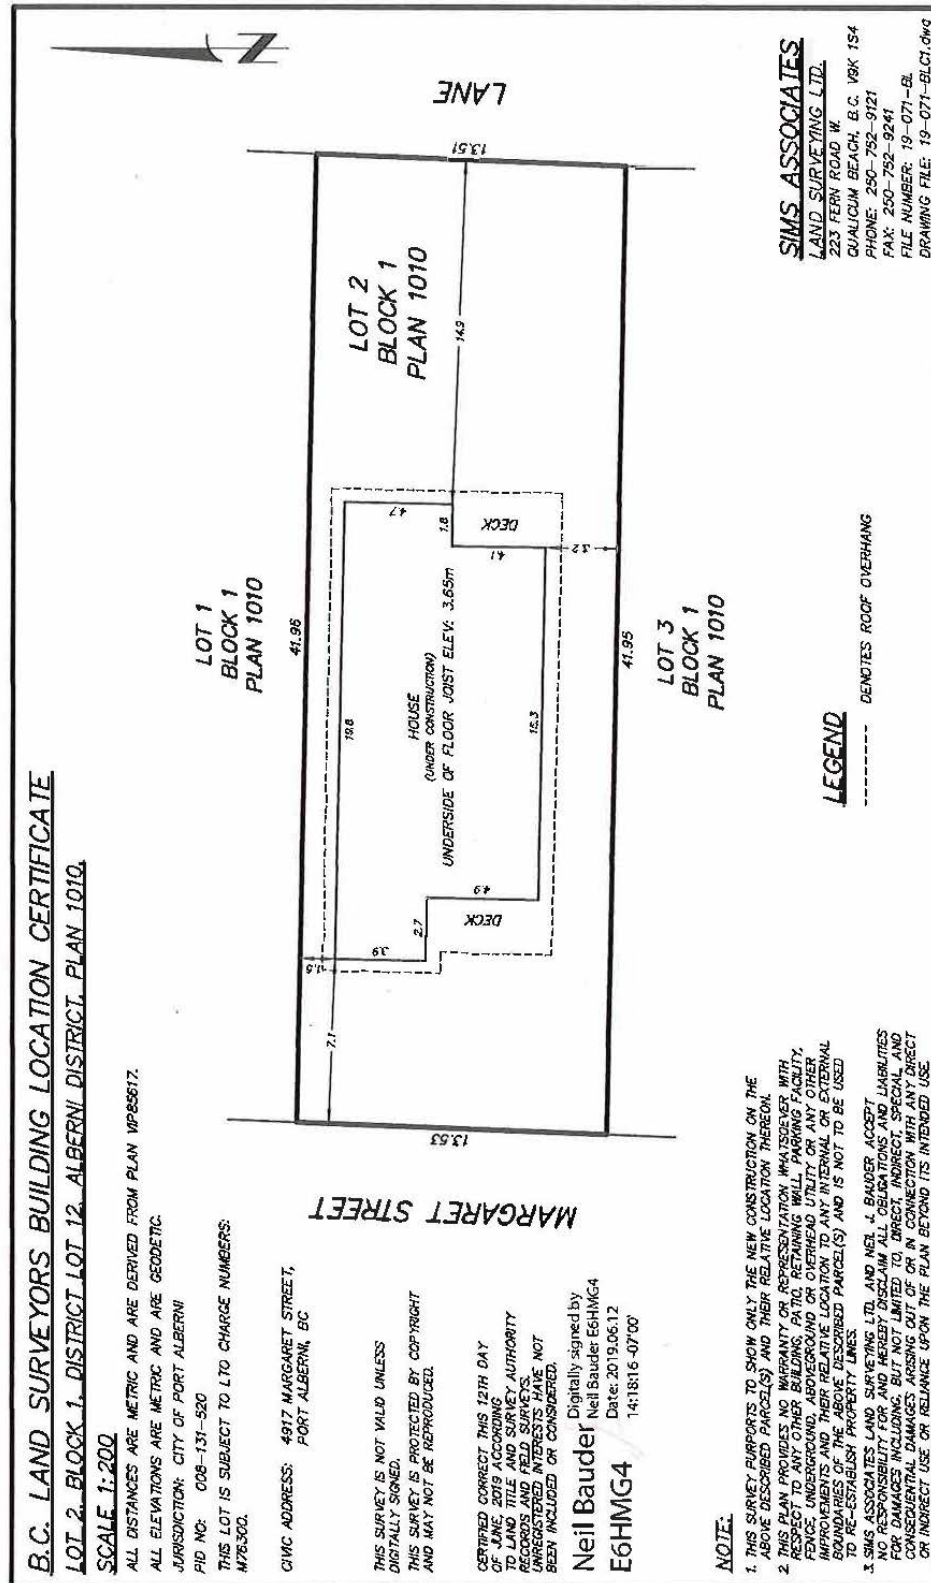 B.C. LAND SURVEYORS BUILDING LOCATION CERTIFICATE
LOT 2, BLOCK 1, DISTRICT LOT 12, ALBERNI DISTRICT, PLAN 1010.
SCALE 1:200
ALL DISTANCES ARE METRIC AND ARE DERIVED FROM PLAN VIP85617.
ALL ELEVATIONS ARE METRIC AND ARE GEODETIC.
JURISDICTION: CITY OF PORT ALBERNI
PID NO: 008-131-520
THIS LOT IS SUBJECT TO LTO CHARGE NUMBERS:
M76300.
CIVIC ADDRESS: 4917 MARGARET STREET,
PORT ALBERNI, BC
THIS SURVEY IS NOT VALID UNLESS
DIGITALLY SIGNED.
THIS SURVEY IS PROTECTED BY COPYRIGHT
AND MAY NOT BE REPRODUCED.
CERTIFIED CORRECT THIS 12TH DAY
OF JUNE, 2019 ACCORDING
TO LAND TITLE AND SURVEY AUTHORITY
RECORDS AND FIELD SURVEYS.
UNREGISTERED INTERESTS HAVE NOT
BEEN INCLUDED OR CONSIDERED.
Neil Bauder
E6HMG4
Digitally signed by
Neil Bauder E6HMG4
Date: 2019.06.12
14:18:16 -07'00'
NOTE:
1. THIS SURVEY PURPORTS TO SHOW ONLY THE NEW CONSTRUCTION ON THE
ABOVE DESCRIBED PARCEL(S) AND THEIR RELATIVE LOCATION THEREON.
2. THIS PLAN PROVIDES NO WARRANTY OR REPRESENTATION WHATSOEVER WITH
RESPECT TO ANY OTHER BUILDING, PATIO, RETAINING WALL, PARKING FACILITY,
FENCE, UNDERGROUND, ABOVEGROUND OR OVERHEAD UTILITY OR ANY OTHER
IMPROVEMENTS AND THEIR RELATIVE LOCATION TO ANY INTERNAL OR EXTERNAL
BOUNDARIES OF THE ABOVE DESCRIBED PARCEL(S) AND IS NOT TO BE USED
TO RE-ESTABLISH PROPERTY LINES.
3. SIMS ASSOCIATES LAND SURVEYING LTD. AND NEIL J. BAUDER ACCEPT
NO RESPONSIBILITY FOR AND HEREBY DISCLAIM ALL OBLIGATIONS AND LIABILITIES
FOR DAMAGES INCLUDING, BUT NOT LIMITED TO, DIRECT, INDIRECT, SPECIAL, AND
CONSEQUENTIAL DAMAGES ARISING OUT OF OR IN CONNECTION WITH ANY DIRECT
OR INDIRECT USE OR RELIANCE UPON THE PLAN BEYOND ITS INTENDED USE.
MARGARET STREET
13.53
LOT 1
BLOCK 1
PLAN 1010
41.96
7.1
1.5
3.9
19.8
2.7
DECK
4.9
HOUSE
(UNDER CONSTRUCTION)
UNDERSIDE OF FLOOR JOIST ELEV: 3.65m
15.3
4.7
1.8
4.1
DECK
3.2
14.9
LOT 2
BLOCK 1
PLAN 1010
13.51
LANE
N
41.95
LOT 3
BLOCK 1
PLAN 1010
LEGEND
DENOTES ROOF OVERHANG
SIMS ASSOCIATES
LAND SURVEYING LTD.
223 FERN ROAD W.
QUALICUM BEACH, B.C. V9K 1S4
PHONE: 250-752-9121
FAX: 250-752-9241
FILE NUMBER: 19-071-BL
DRAWING FILE: 19-071-BLC1.dwg